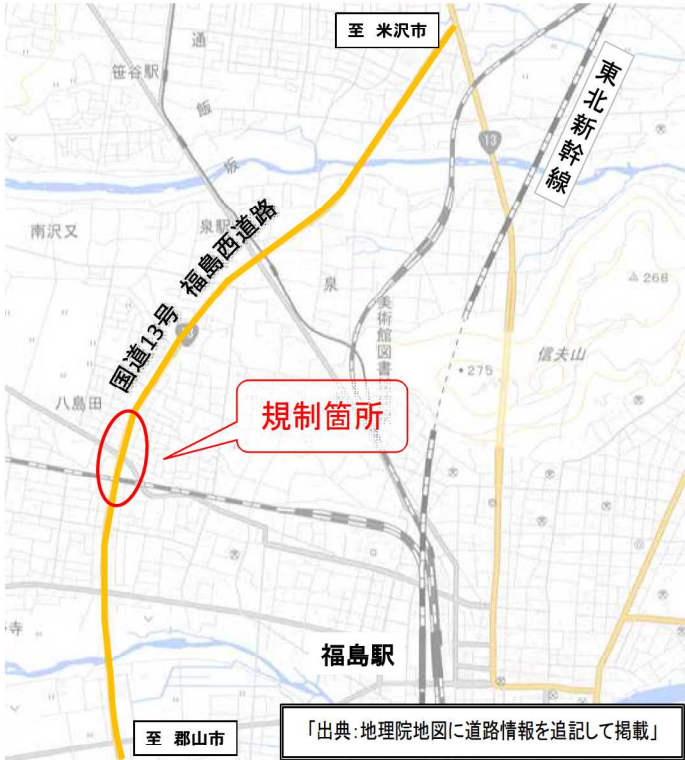 至 米沢市
通
笹谷駅
飯
坂
東北新幹線
13
南沢又
泉駅
国道13号 福島西道路
泉
268
美術館図書
信夫山
275
八島田
規制箇所
寺
福島駅
至 郡山市
「出典:地理院地図に道路情報を追記して掲載」